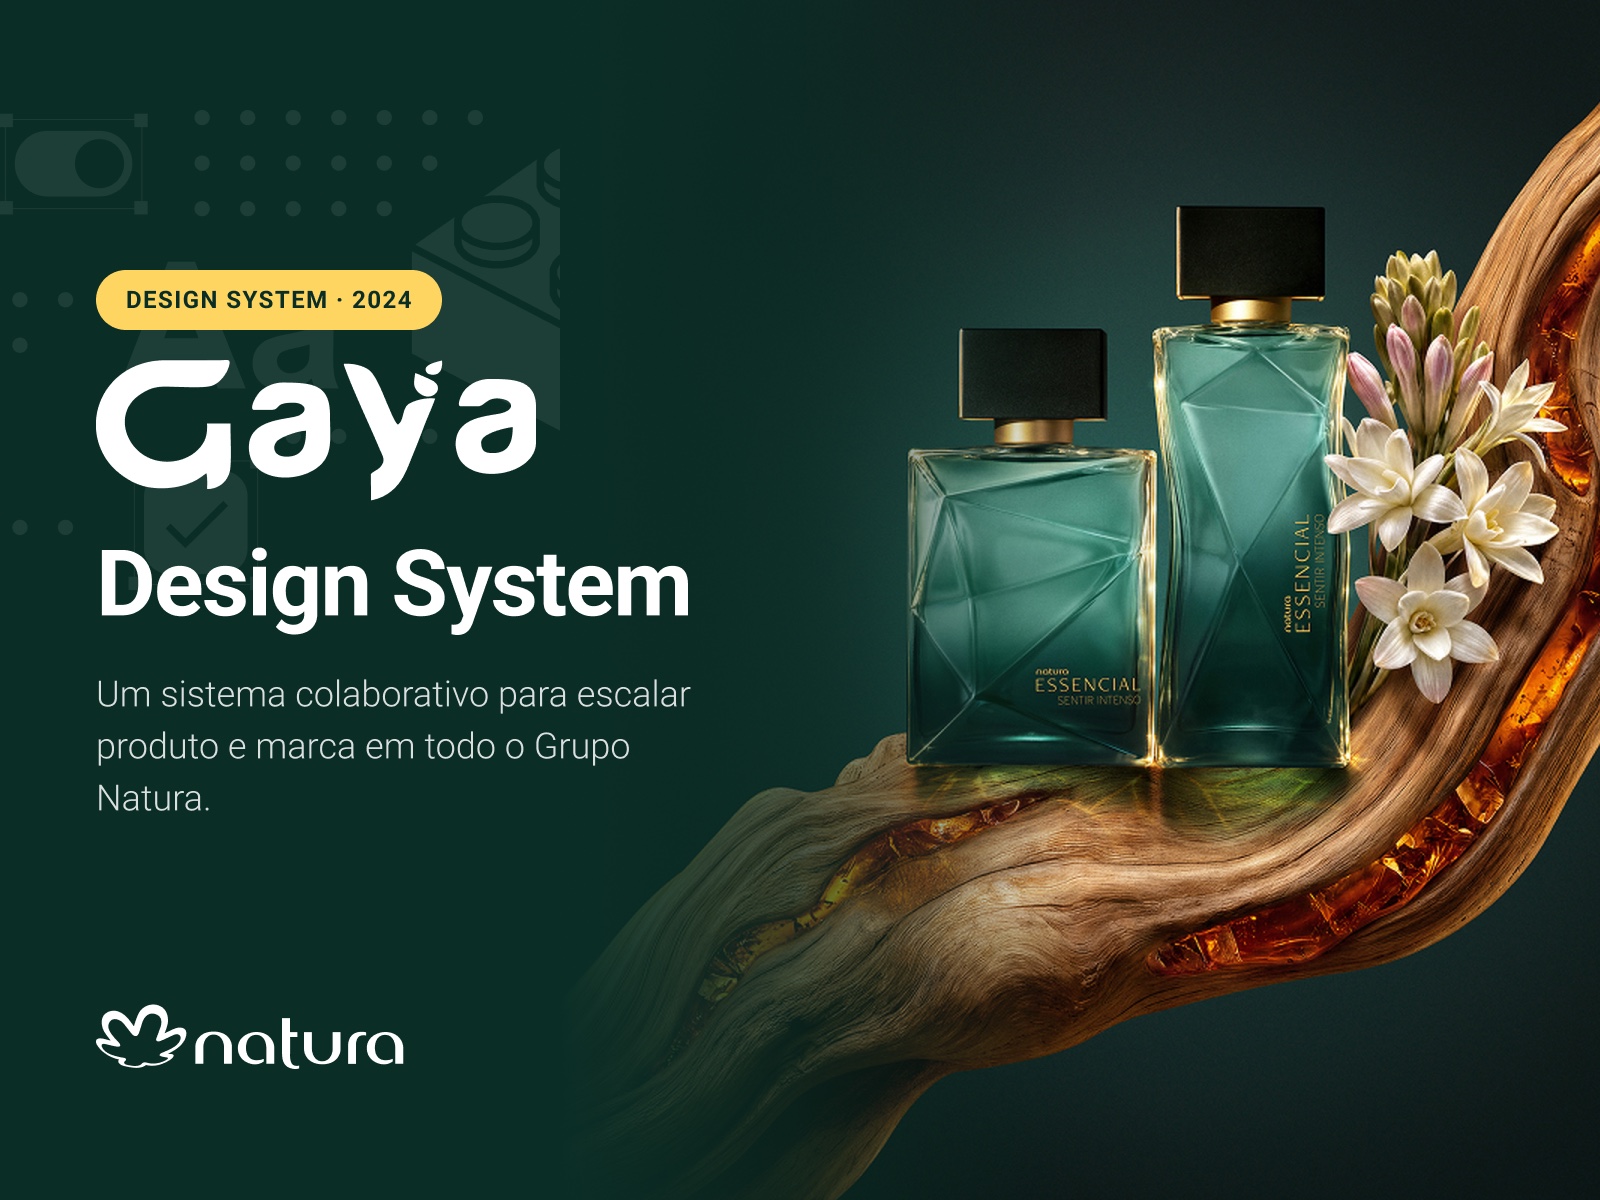 DESIGN SYSTEM · 2024
Aa
Gaya
Design System
Um sistema colaborativo para escalar
produto e marca em todo o Grupo
Natura.
natura
natura
ESSENCIAL
SENTIR INTENSO
natura
ESSENCIAL
SENTIR INTENSO